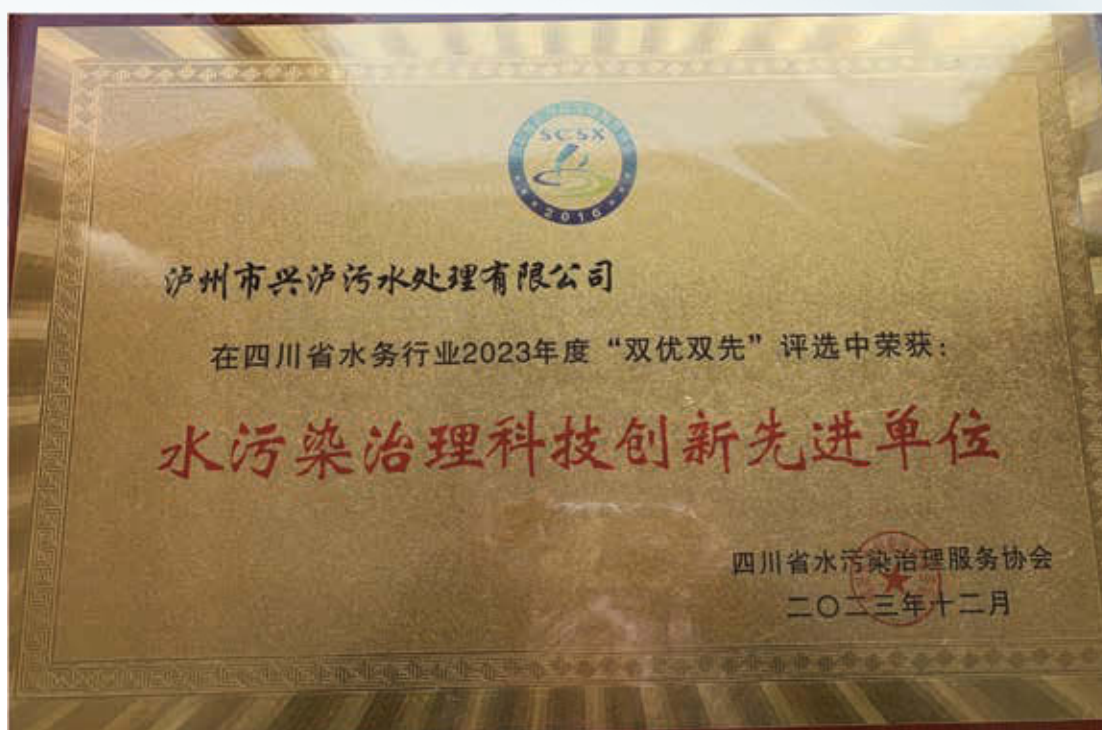 SCSX
2016
泸州市兴泸污水处理有限公司
在四川省水务行业2023年度“双优双先”评选中荣获：
水污染治理科技创新先进单位
四川省水污染治理服务协会
二〇二三年十二月